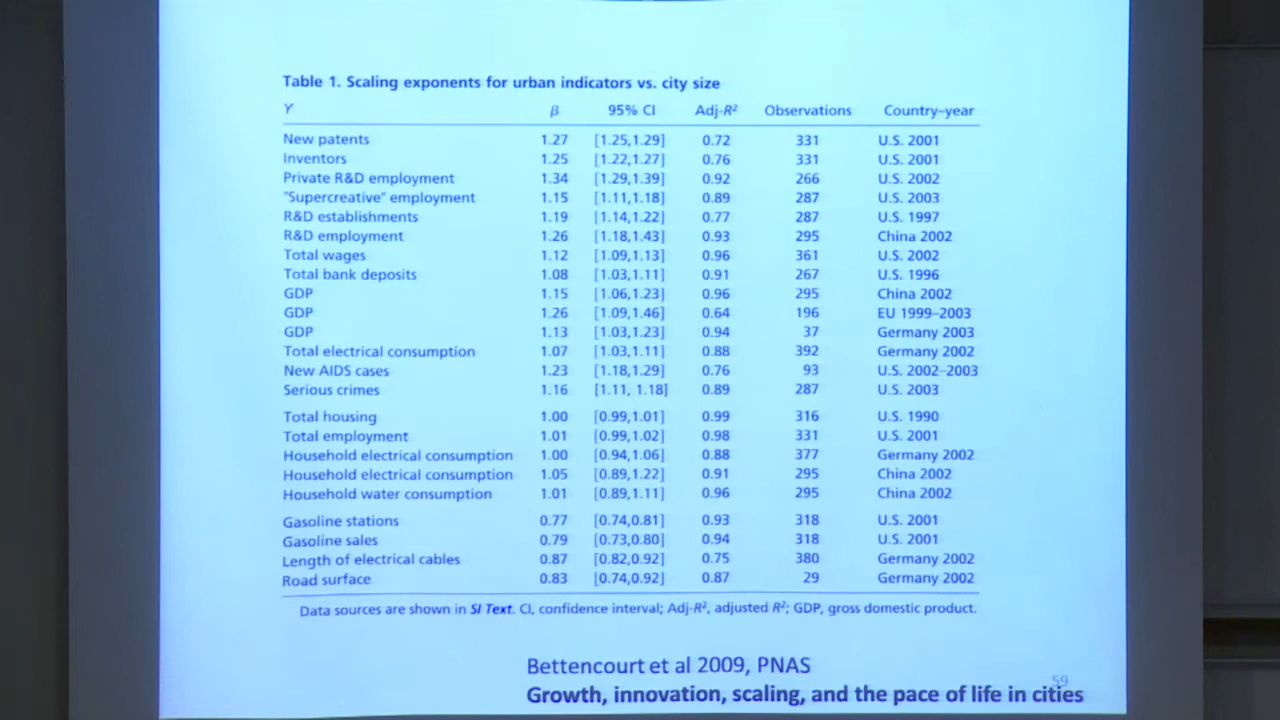 Table 1. Scaling exponents for urban indicators vs. city size
Y β 95% CI Adj-R² Observations Country–year
New patents 1.27 [1.25,1.29] 0.72 331 U.S. 2001
Inventors 1.25 [1.22,1.27] 0.76 331 U.S. 2001
Private R&D employment 1.34 [1.29,1.39] 0.92 266 U.S. 2002
"Supercreative" employment 1.15 [1.11,1.18] 0.89 287 U.S. 2003
R&D establishments 1.19 [1.14,1.22] 0.77 287 U.S. 1997
R&D employment 1.26 [1.18,1.43] 0.93 295 China 2002
Total wages 1.12 [1.09,1.13] 0.96 361 U.S. 2002
Total bank deposits 1.08 [1.03,1.11] 0.91 267 U.S. 1996
GDP 1.15 [1.06,1.23] 0.96 295 China 2002
GDP 1.26 [1.09,1.46] 0.64 196 EU 1999–2003
GDP 1.13 [1.03,1.23] 0.94 37 Germany 2003
Total electrical consumption 1.07 [1.03,1.11] 0.88 392 Germany 2002
New AIDS cases 1.23 [1.18,1.29] 0.76 93 U.S. 2002–2003
Serious crimes 1.16 [1.11, 1.18] 0.89 287 U.S. 2003
Total housing 1.00 [0.99,1.01] 0.99 316 U.S. 1990
Total employment 1.01 [0.99,1.02] 0.98 331 U.S. 2001
Household electrical consumption 1.00 [0.94,1.06] 0.88 377 Germany 2002
Household electrical consumption 1.05 [0.89,1.22] 0.91 295 China 2002
Household water consumption 1.01 [0.89,1.11] 0.96 295 China 2002
Gasoline stations 0.77 [0.74,0.81] 0.93 318 U.S. 2001
Gasoline sales 0.79 [0.73,0.80] 0.94 318 U.S. 2001
Length of electrical cables 0.87 [0.82,0.92] 0.75 380 Germany 2002
Road surface 0.83 [0.74,0.92] 0.87 29 Germany 2002
Data sources are shown in SI Text. CI, confidence interval; Adj-R², adjusted R²; GDP, gross domestic product.
Bettencourt et al 2009, PNAS
59
Growth, innovation, scaling, and the pace of life in cities